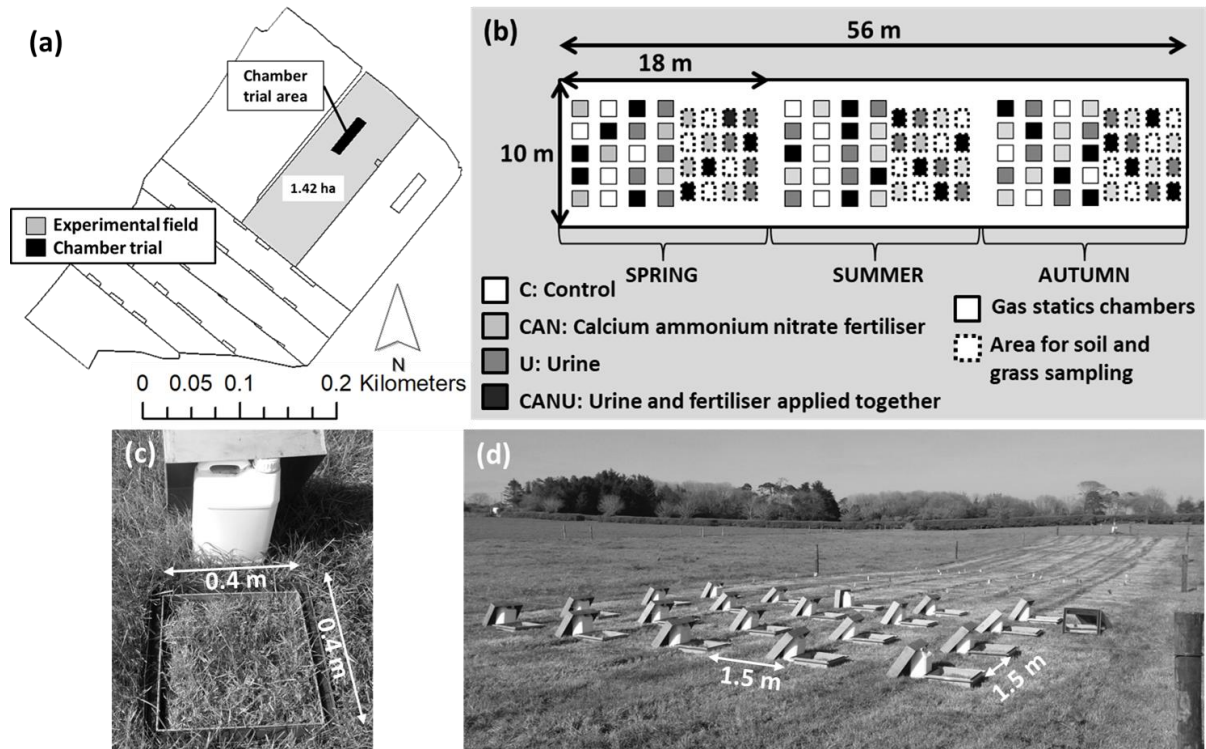 (a)
Chamber
trial area
1.42 ha
Experimental field
Chamber trial
N
0 0.05 0.1 0.2 Kilometers
(b)
56 m
18 m
10 m
SPRING SUMMER AUTUMN
C: Control
CAN: Calcium ammonium nitrate fertiliser
U: Urine
CANU: Urine and fertiliser applied together
Gas statics chambers
Area for soil and
grass sampling
(c)
0.4 m
0.4 m
(d)
1.5 m
1.5 m